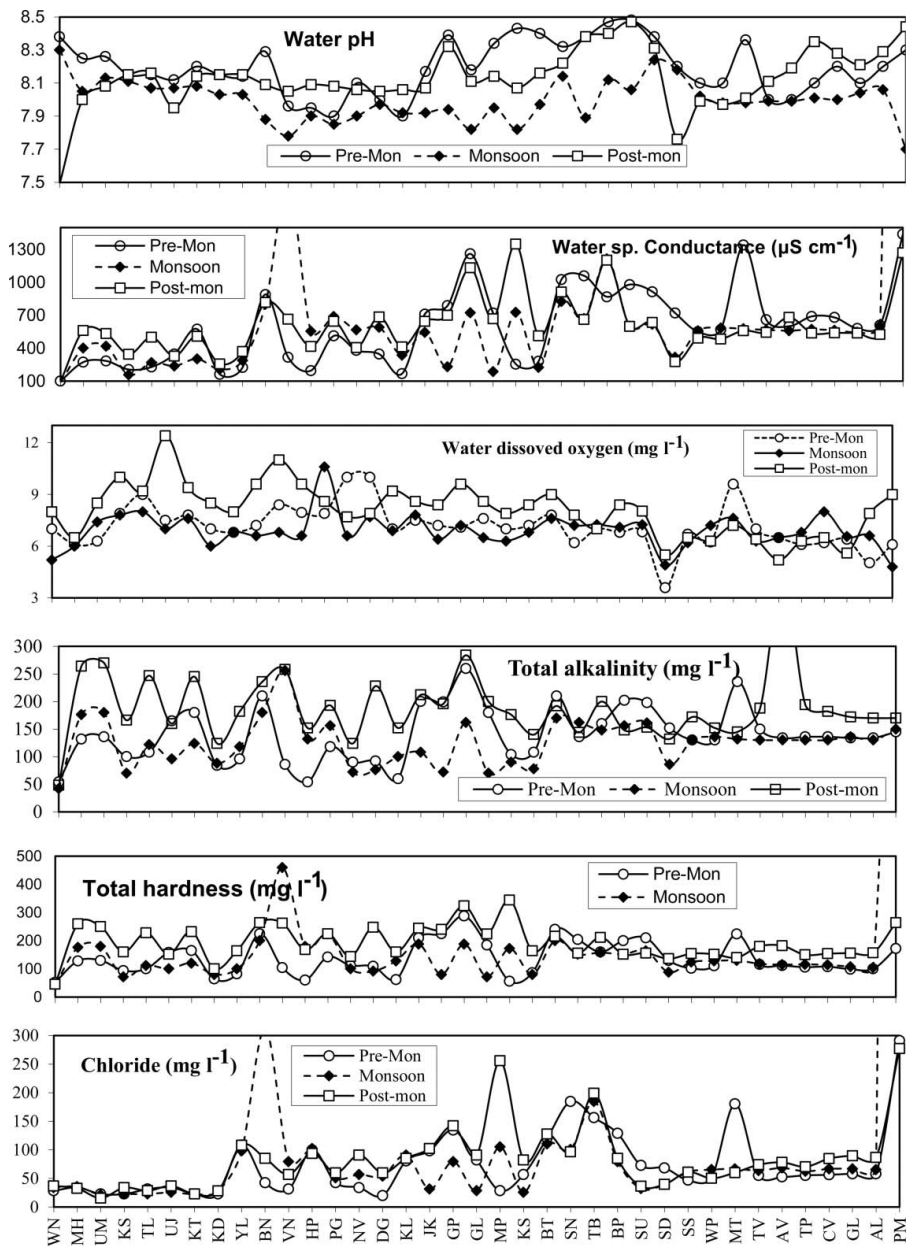 Water pH
8.5
8.3
8.1
7.9
7.7
7.5
Pre-Mon Monsoon Post-mon
Water sp. Conductance (µS cm-1)
1300
1000
700
400
100
Pre-Mon
Monsoon
Post-mon
Water dissoved oxygen (mg l-1)
12
9
6
3
Pre-Mon
Monsoon
Post-mon
Total alkalinity (mg l-1)
300
250
200
150
100
50
0
Pre-Mon Monsoon Post-mon
Total hardness (mg l-1)
500
400
300
200
100
0
Pre-Mon
Monsoon
Chloride (mg l-1)
300
250
200
150
100
50
0
Pre-Mon
Monsoon
Post-mon
WN MH UM KS TL UJ KT KD YL BN VN HP PG NV DG KL JK GP GL MP KS BT SN TB BP SU SD SS WP MT TV AV TP CV GL AL PM